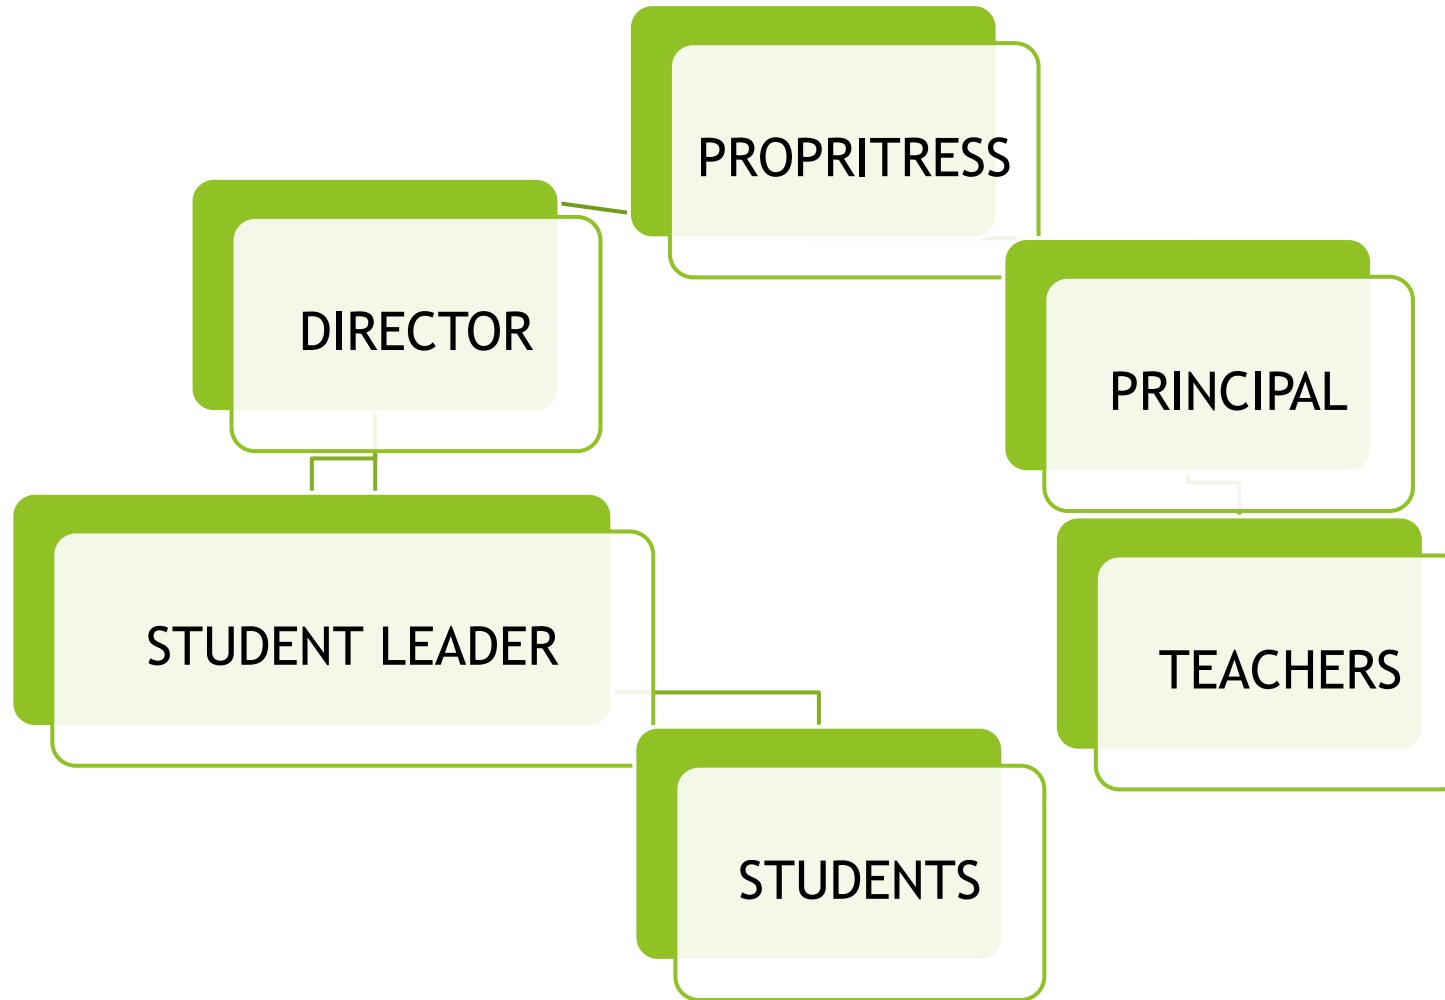 PROPRITRESS
DIRECTOR
PRINCIPAL
STUDENT LEADER
TEACHERS
STUDENTS